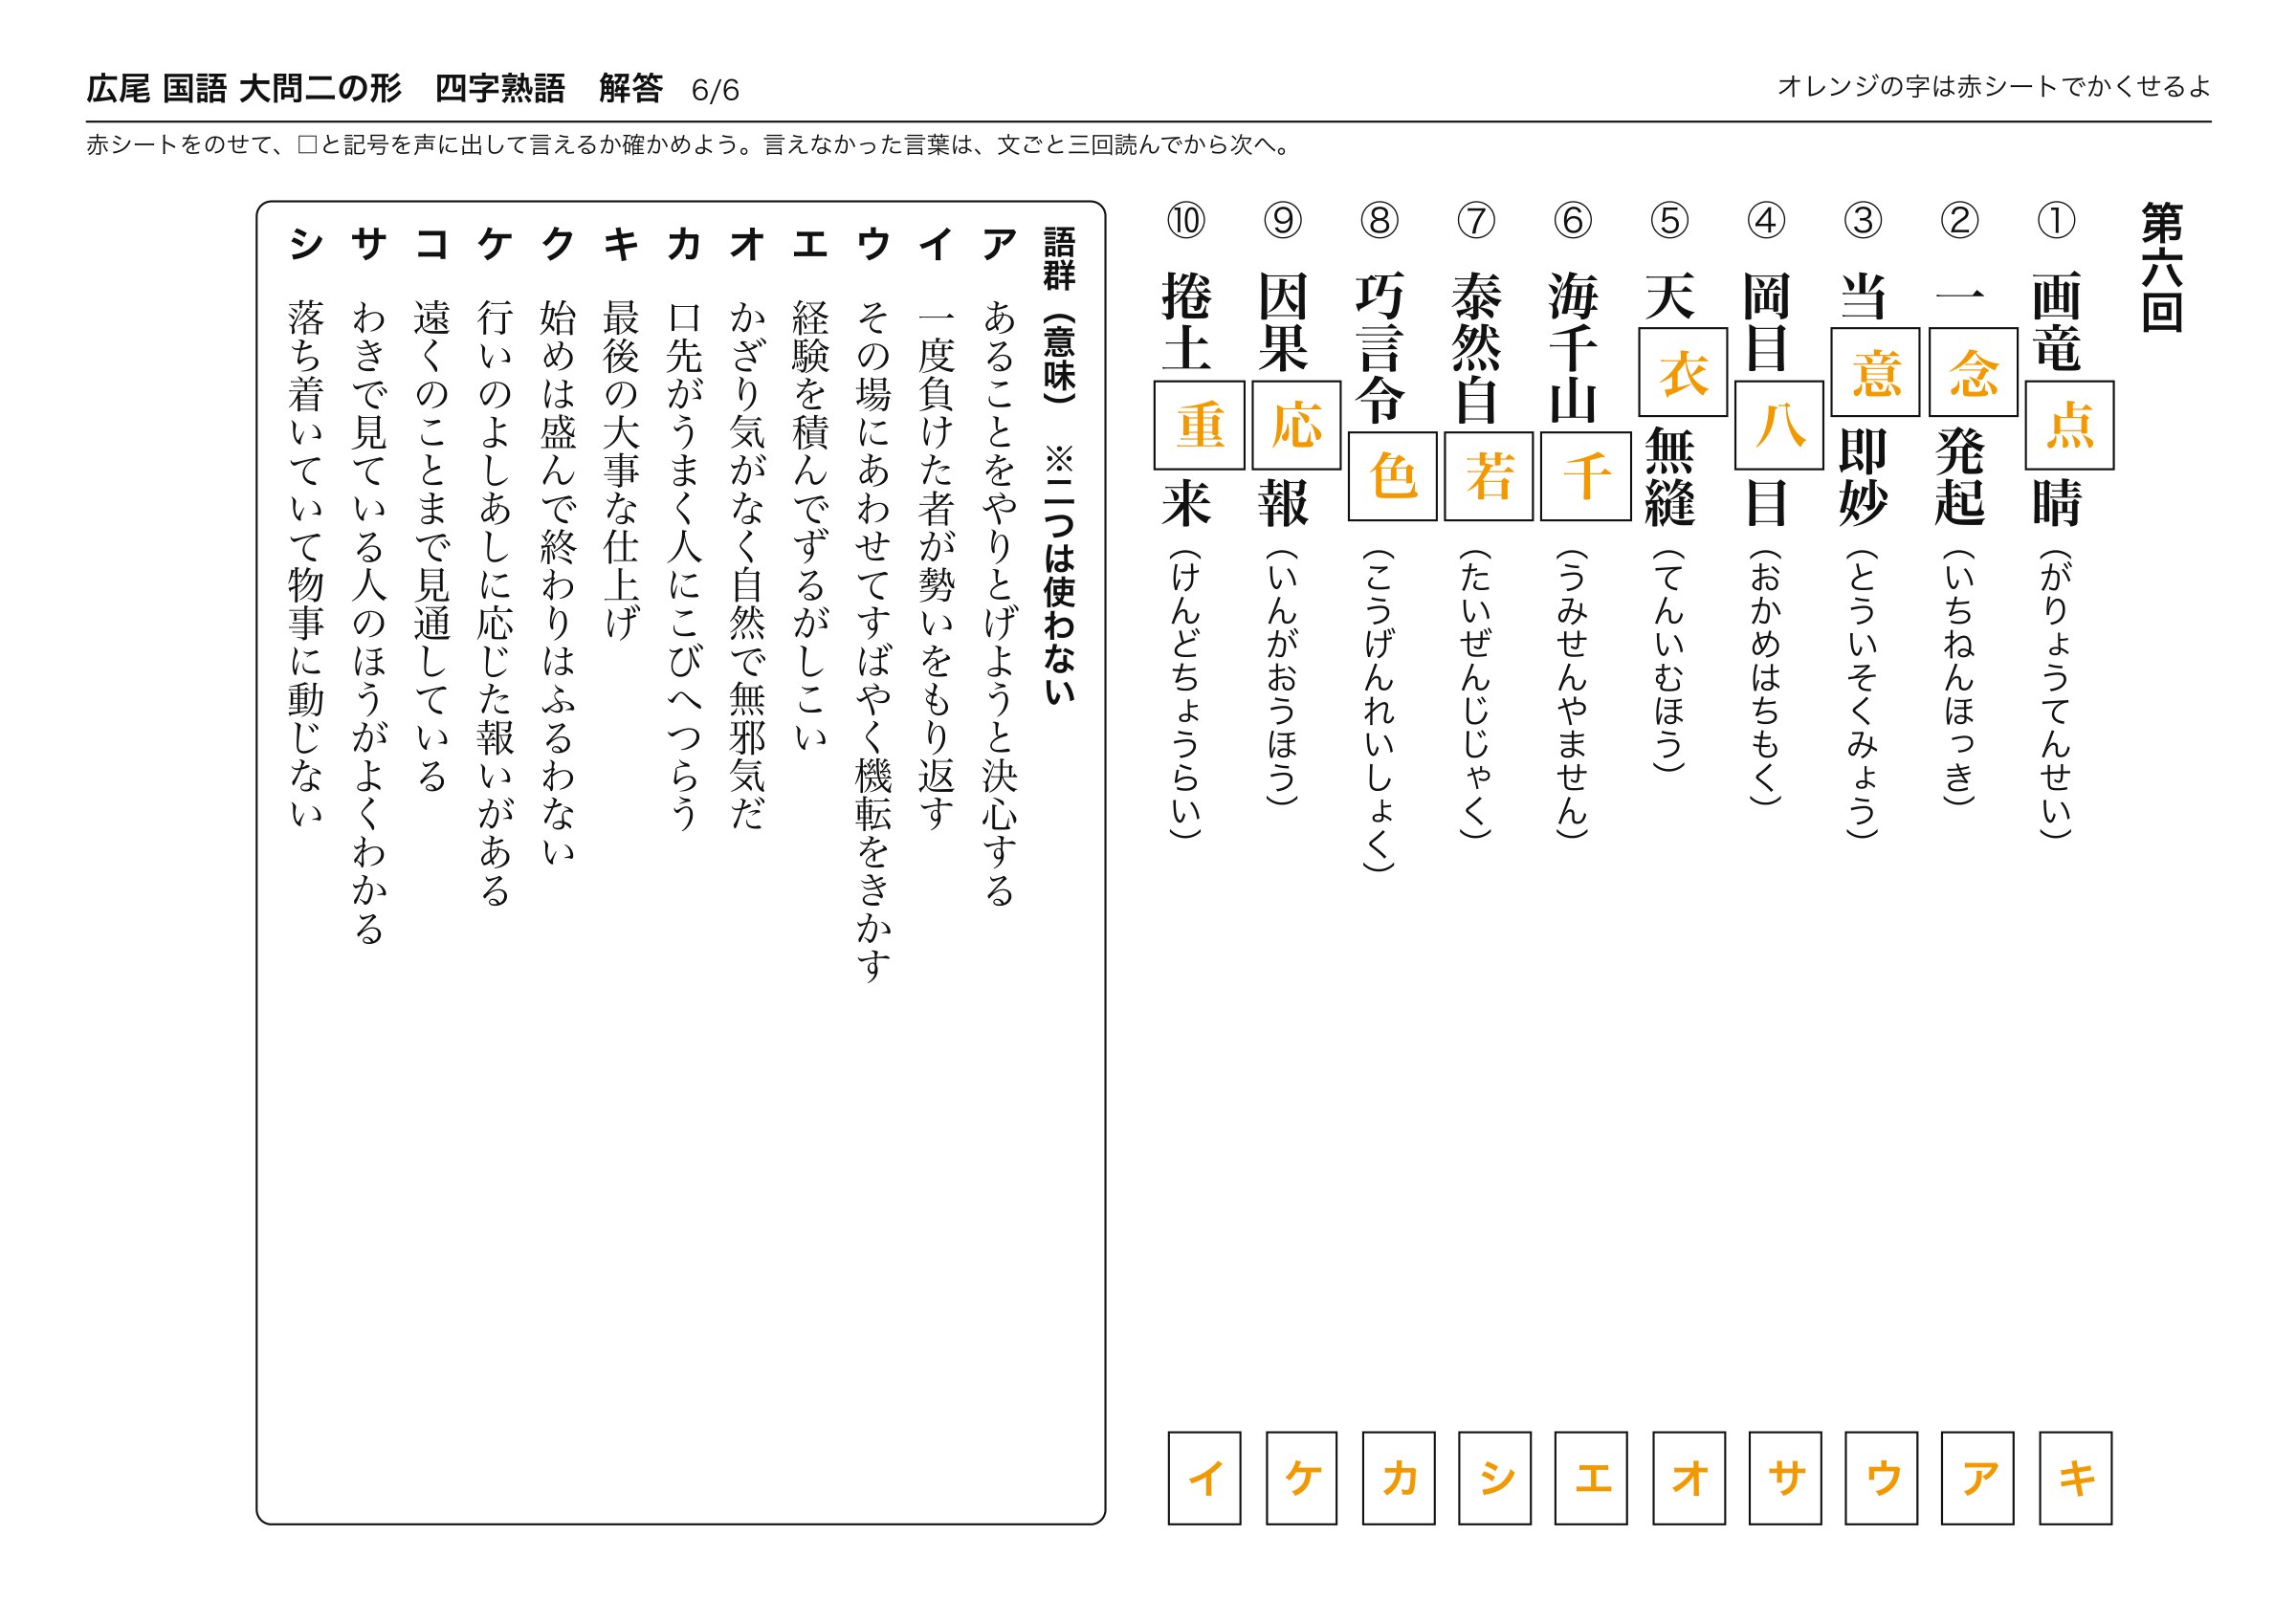 広尾 国語 大問二の形　四字熟語　解答　6/6
オレンジの字は赤シートでかくせるよ
赤シートをのせて、□と記号を声に出して言えるか確かめよう。言えなかった言葉は、文ごと三回読んでから次へ。
第六回
① 画竜点睛（がりょうてんせい） キ
② 一念発起（いちねんほっき） ア
③ 当意即妙（とういそくみょう） ウ
④ 岡目八目（おかめはちもく） サ
⑤ 天衣無縫（てんいむほう） オ
⑥ 海千山千（うみせんやません） エ
⑦ 泰然自若（たいぜんじじゃく） シ
⑧ 巧言令色（こうげんれいしょく） カ
⑨ 因果応報（いんがおうほう） ケ
⑩ 捲土重来（けんどちょうらい） イ
語群（意味）　※二つは使わない
ア　あることをやりとげようと決心する
イ　一度負けた者が勢いをもり返す
ウ　その場にあわせてすばやく機転をきかす
エ　経験を積んでずるがしこい
オ　かざり気がなく自然で無邪気だ
カ　口先がうまく人にこびへつらう
キ　最後の大事な仕上げ
ク　始めは盛んで終わりはふるわない
ケ　行いのよしあしに応じた報いがある
コ　遠くのことまで見通している
サ　わきで見ている人のほうがよくわかる
シ　落ち着いていて物事に動じない